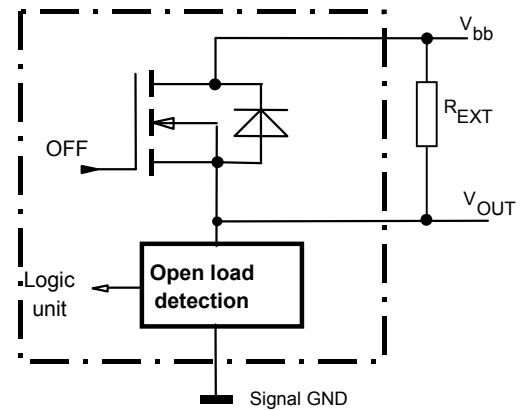 V_bb
R_EXT
OFF
V_OUT
Open load
detection
Logic
unit
Signal GND